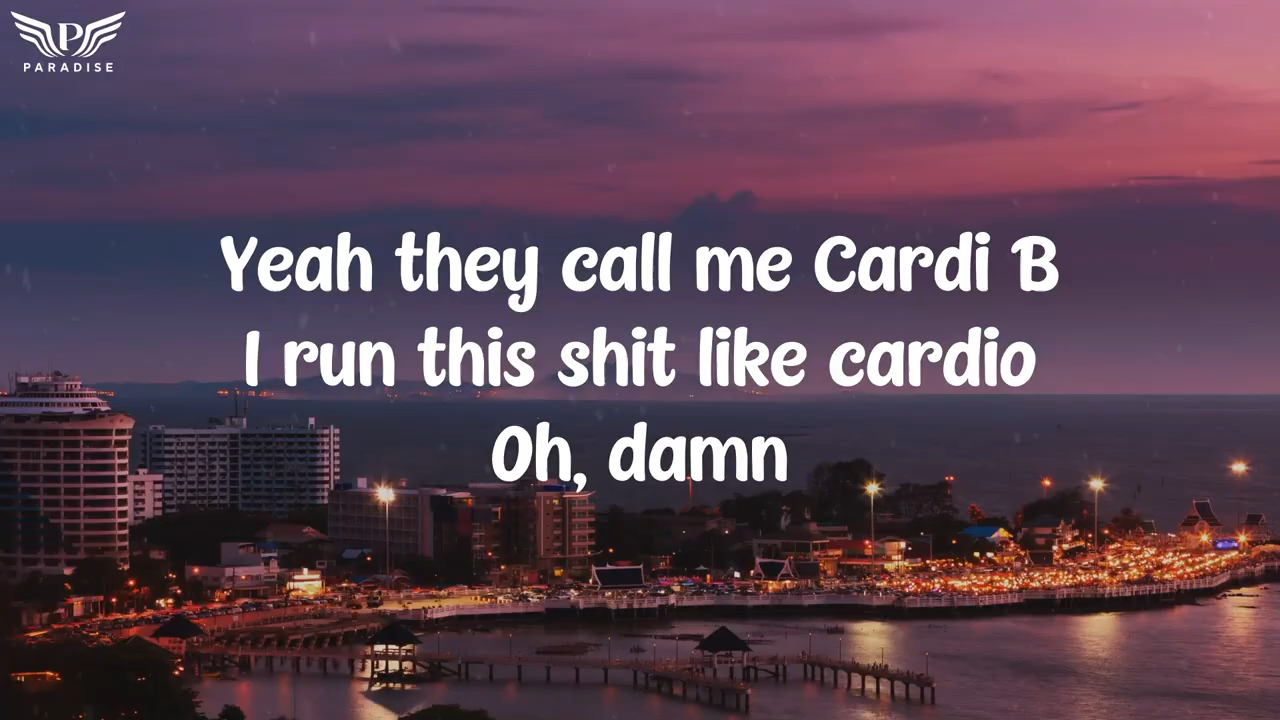 P
PARADISE
Yeah they call me Cardi B
I run this shit like cardio
Oh, damn